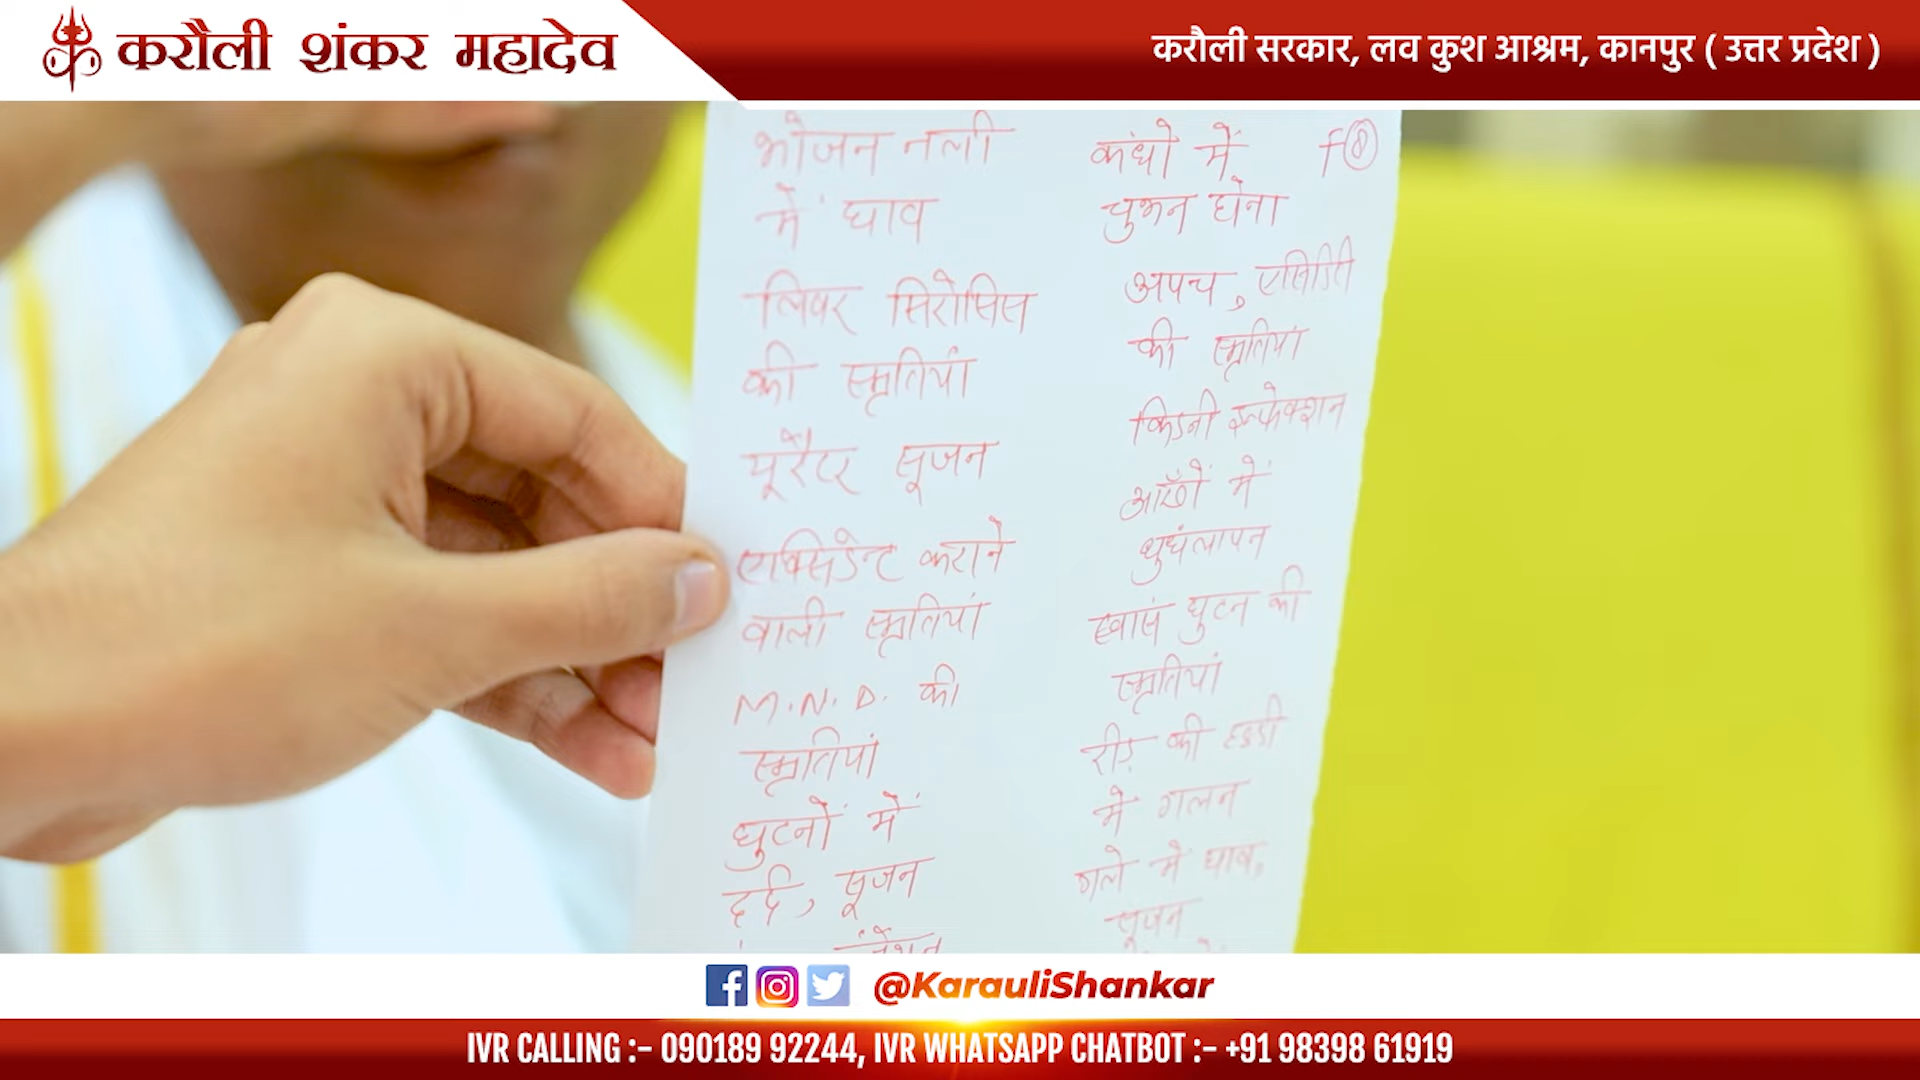 करौली शंकर महादेव
करौली सरकार, लव कुश आश्रम, कानपुर ( उत्तर प्रदेश )
भोजन नली
में घाव
लिवर सिरोसिस
की स्मृतियां
यूरेटर सूजन
एक्सिडेन्ट कराने
वाली स्मृतियां
M.N.D. की
स्मृतियां
घुटनों में
दर्द, सूजन
कंधो में
चुभन
अपच, एसिडिटी
की स्मृतियां
किडनी इन्फेक्शन
आँखों में
धुधंलापन
स्वासं घुटन की
स्मृतियां
रीड़ की हडडी
में गलन
गले में घाव,
सूजन
@KarauliShankar
IVR CALLING :- 090189 92244, IVR WHATSAPP CHATBOT :- +91 98398 61919